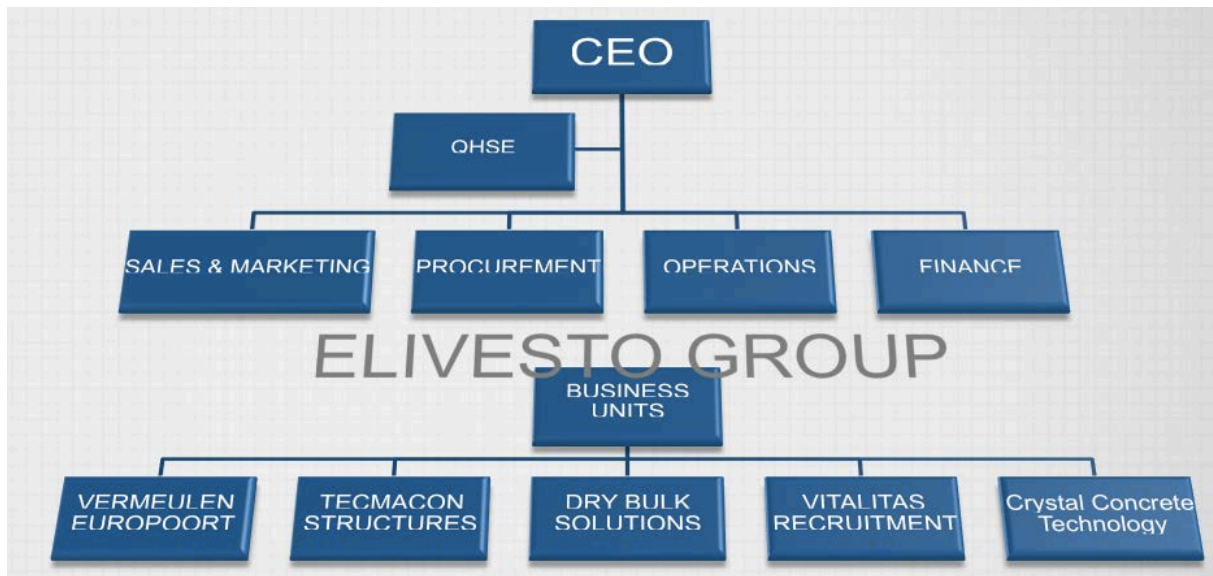 CEO
QHSE
SALES & MARKETING
PROCUREMENT
OPERATIONS
FINANCE
ELIVESTO GROUP
BUSINESS
UNITS
VERMEULEN
EUROPOORT
TECMACON
STRUCTURES
DRY BULK
SOLUTIONS
VITALITAS
RECRUITMENT
Crystal Concrete
Technology